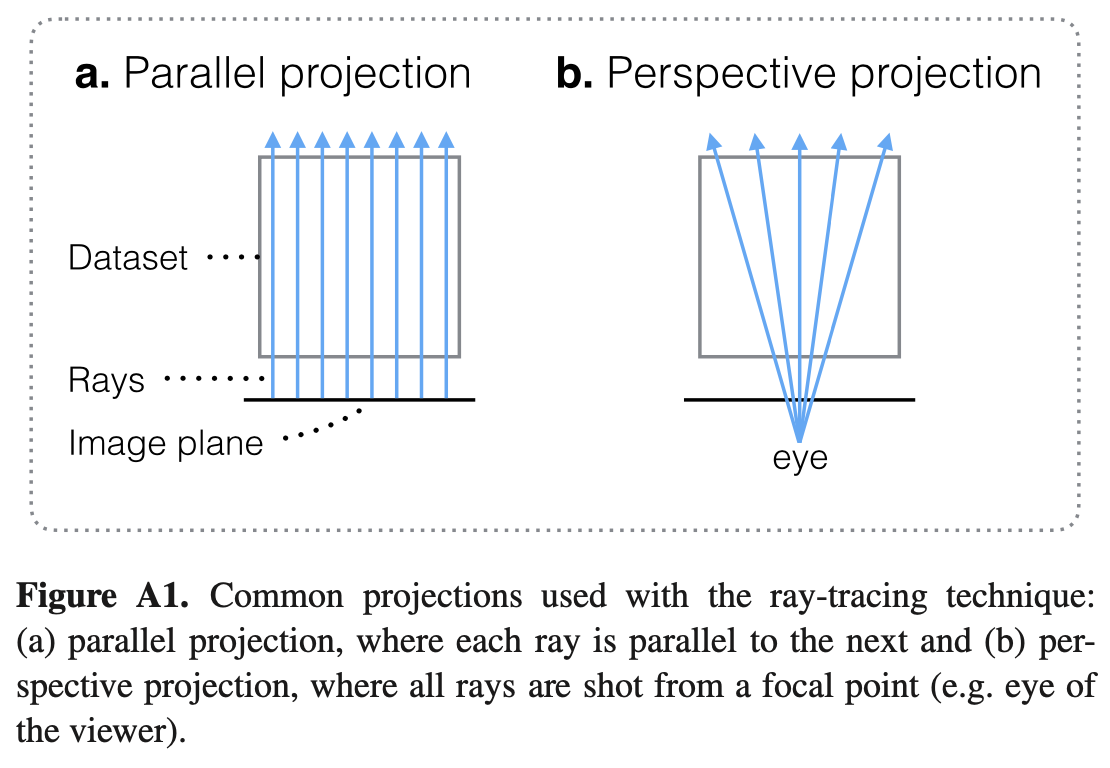 a. Parallel projection
b. Perspective projection
Dataset
Rays
Image plane
eye
Figure A1. Common projections used with the ray-tracing technique:
(a) parallel projection, where each ray is parallel to the next and (b) per-
spective projection, where all rays are shot from a focal point (e.g. eye of
the viewer).